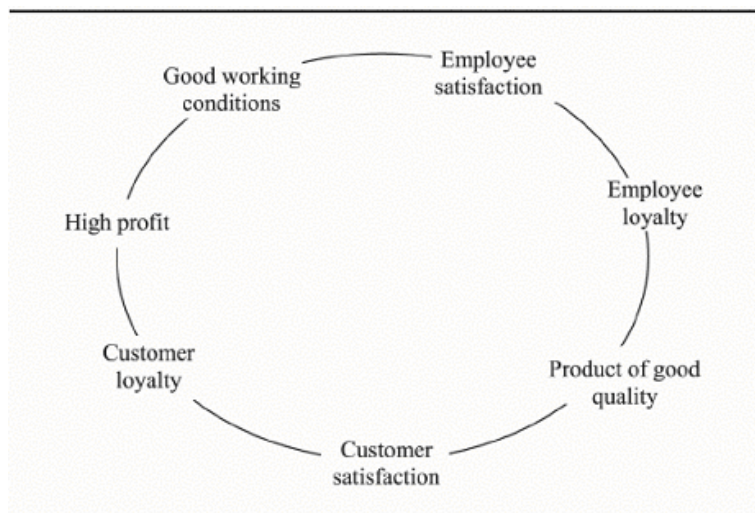 Good working
conditions
Employee
satisfaction
Employee
loyalty
Product of good
quality
Customer
satisfaction
Customer
loyalty
High profit